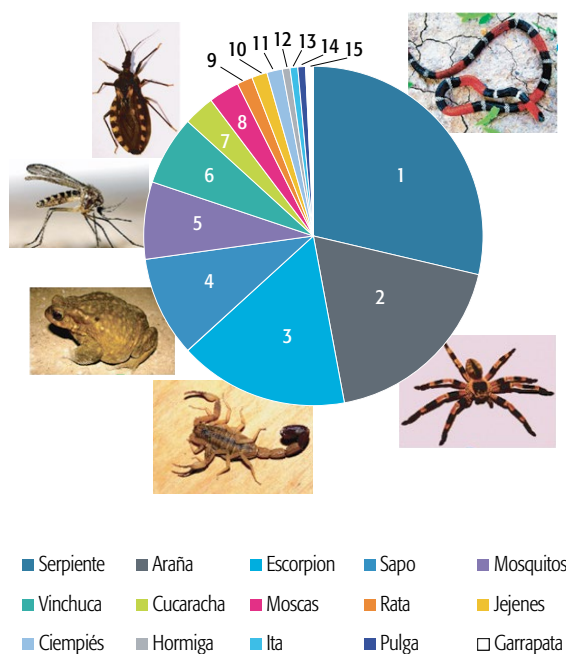 9 10 11 12 13 14 15
8
7
1
6
5
2
4
3
Serpiente Araña Escorpion Sapo Mosquitos
Vinchuca Cucaracha Moscas Rata Jejenes
Ciempiés Hormiga Ita Pulga Garrapata